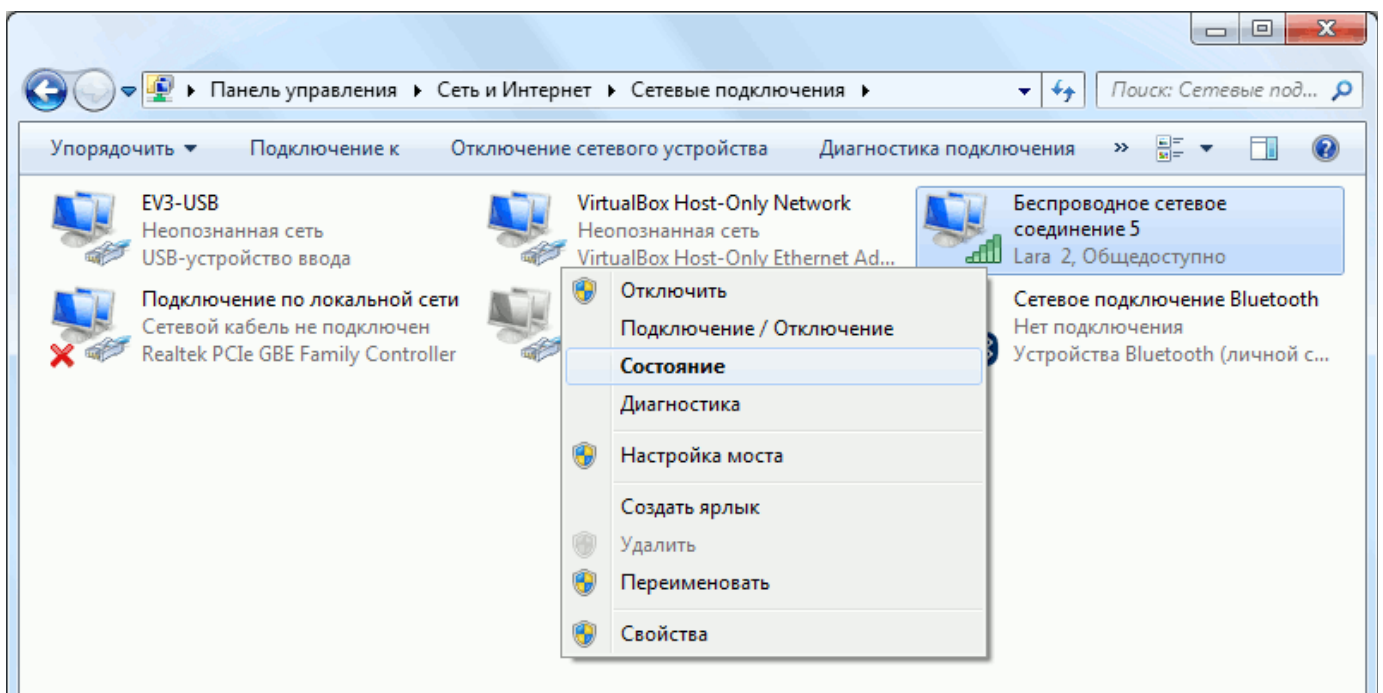 Панель управления
Сеть и Интернет
Сетевые подключения
Поиск: Сетевые под...
Упорядочить
Подключение к
Отключение сетевого устройства
Диагностика подключения
»
EV3-USB
Неопознанная сеть
USB-устройство ввода
VirtualBox Host-Only Network
Неопознанная сеть
VirtualBox Host-Only Ethernet Ad...
Беспроводное сетевое
соединение 5
Lara 2, Общедоступно
Подключение по локальной сети
Сетевой кабель не подключен
Realtek PCIe GBE Family Controller
Сетевое подключение Bluetooth
Нет подключения
Устройства Bluetooth (личной с...
Отключить
Подключение / Отключение
Состояние
Диагностика
Настройка моста
Создать ярлык
Удалить
Переименовать
Свойства